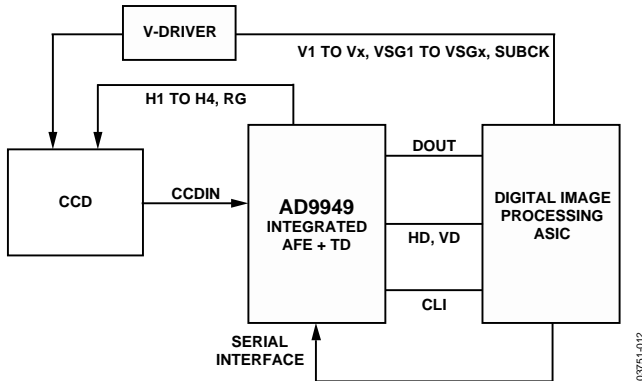 V-DRIVER
V1 TO Vx, VSG1 TO VSGx, SUBCK
H1 TO H4, RG
CCD
CCDIN
AD9949
INTEGRATED
AFE + TD
DOUT
HD, VD
CLI
DIGITAL IMAGE
PROCESSING
ASIC
SERIAL
INTERFACE
03751-012